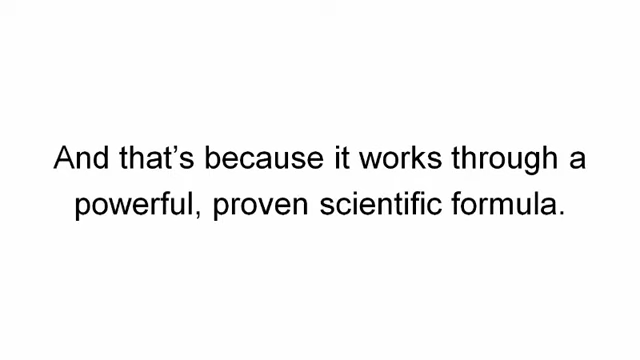 And that’s because it works through a
powerful, proven scientific formula.